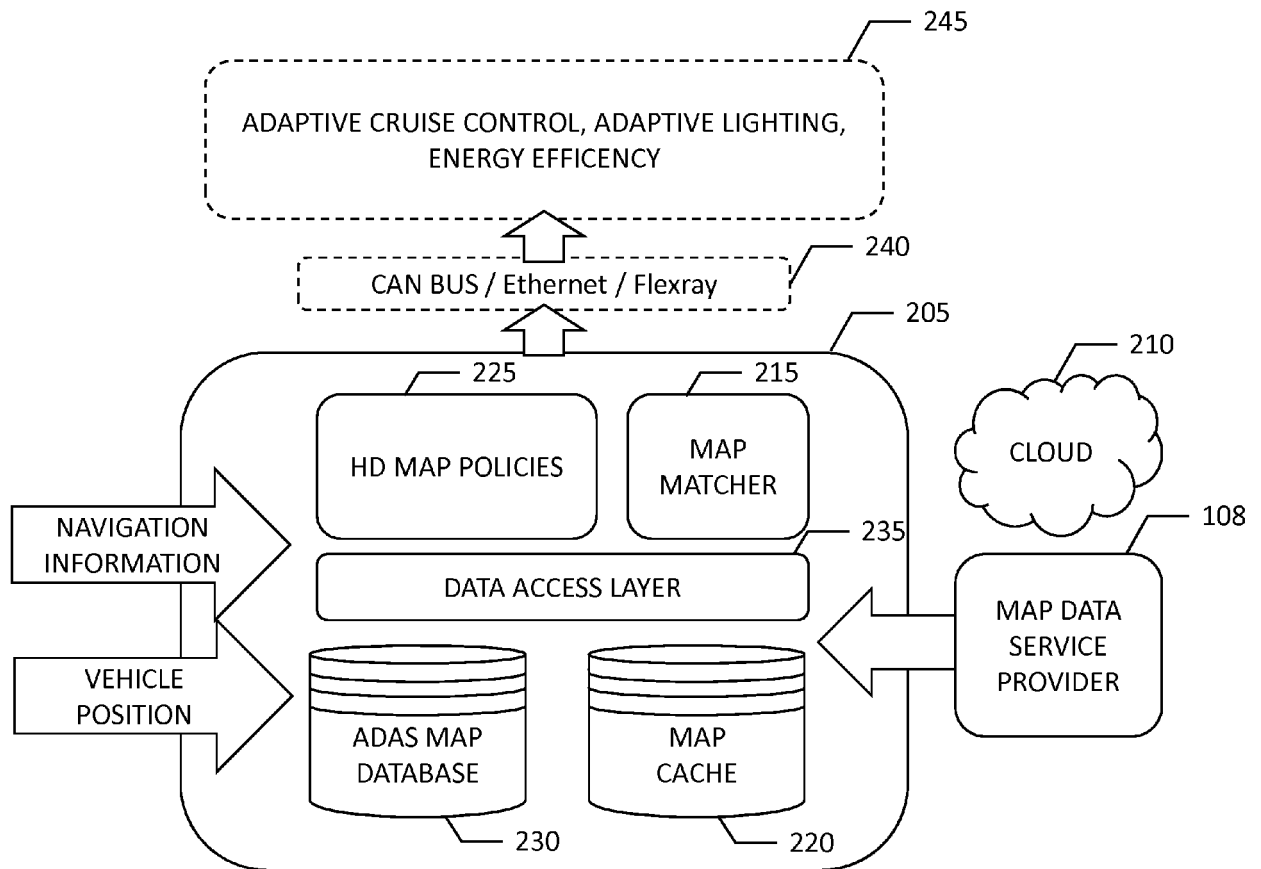 245
ADAPTIVE CRUISE CONTROL, ADAPTIVE LIGHTING,
ENERGY EFFICENCY
240
CAN BUS / Ethernet / Flexray
205
225
215
210
HD MAP POLICIES
MAP
MATCHER
CLOUD
NAVIGATION
INFORMATION
235
108
DATA ACCESS LAYER
MAP DATA
SERVICE
PROVIDER
VEHICLE
POSITION
ADAS MAP
DATABASE
MAP
CACHE
230
220